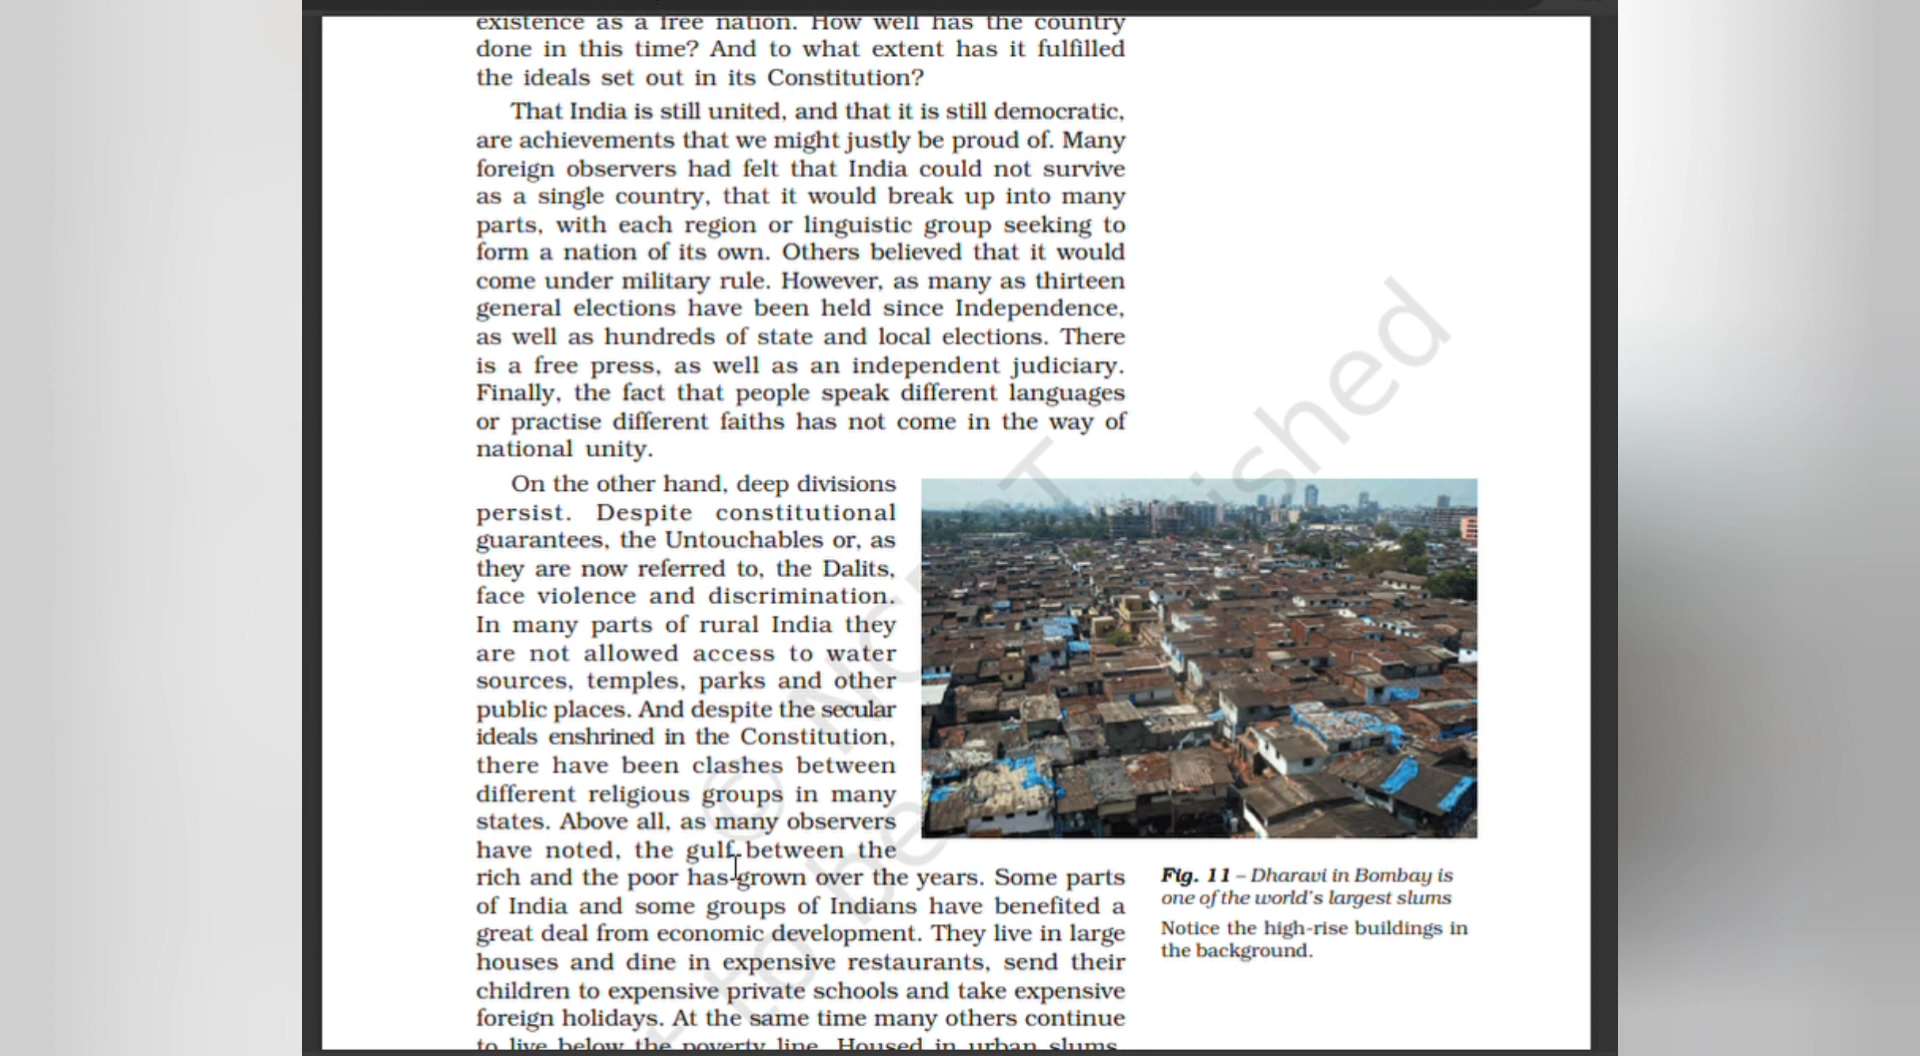 existence as a free nation. How well has the country
done in this time? And to what extent has it fulfilled
the ideals set out in its Constitution?
That India is still united, and that it is still democratic,
are achievements that we might justly be proud of. Many
foreign observers had felt that India could not survive
as a single country, that it would break up into many
parts, with each region or linguistic group seeking to
form a nation of its own. Others believed that it would
come under military rule. However, as many as thirteen
general elections have been held since Independence,
as well as hundreds of state and local elections. There
is a free press, as well as an independent judiciary.
Finally, the fact that people speak different languages
or practise different faiths has not come in the way of
national unity.
On the other hand, deep divisions
persist. Despite constitutional
guarantees, the Untouchables or, as
they are now referred to, the Dalits,
face violence and discrimination.
In many parts of rural India they
are not allowed access to water
sources, temples, parks and other
public places. And despite the secular
ideals enshrined in the Constitution,
there have been clashes between
different religious groups in many
states. Above all, as many observers
have noted, the gulf between the
rich and the poor has grown over the years. Some parts
of India and some groups of Indians have benefited a
great deal from economic development. They live in large
houses and dine in expensive restaurants, send their
children to expensive private schools and take expensive
foreign holidays. At the same time many others continue
to live below the poverty line. Housed in urban slums,
Fig. 11 – Dharavi in Bombay is
one of the world's largest slums
Notice the high-rise buildings in
the background.
©
to be